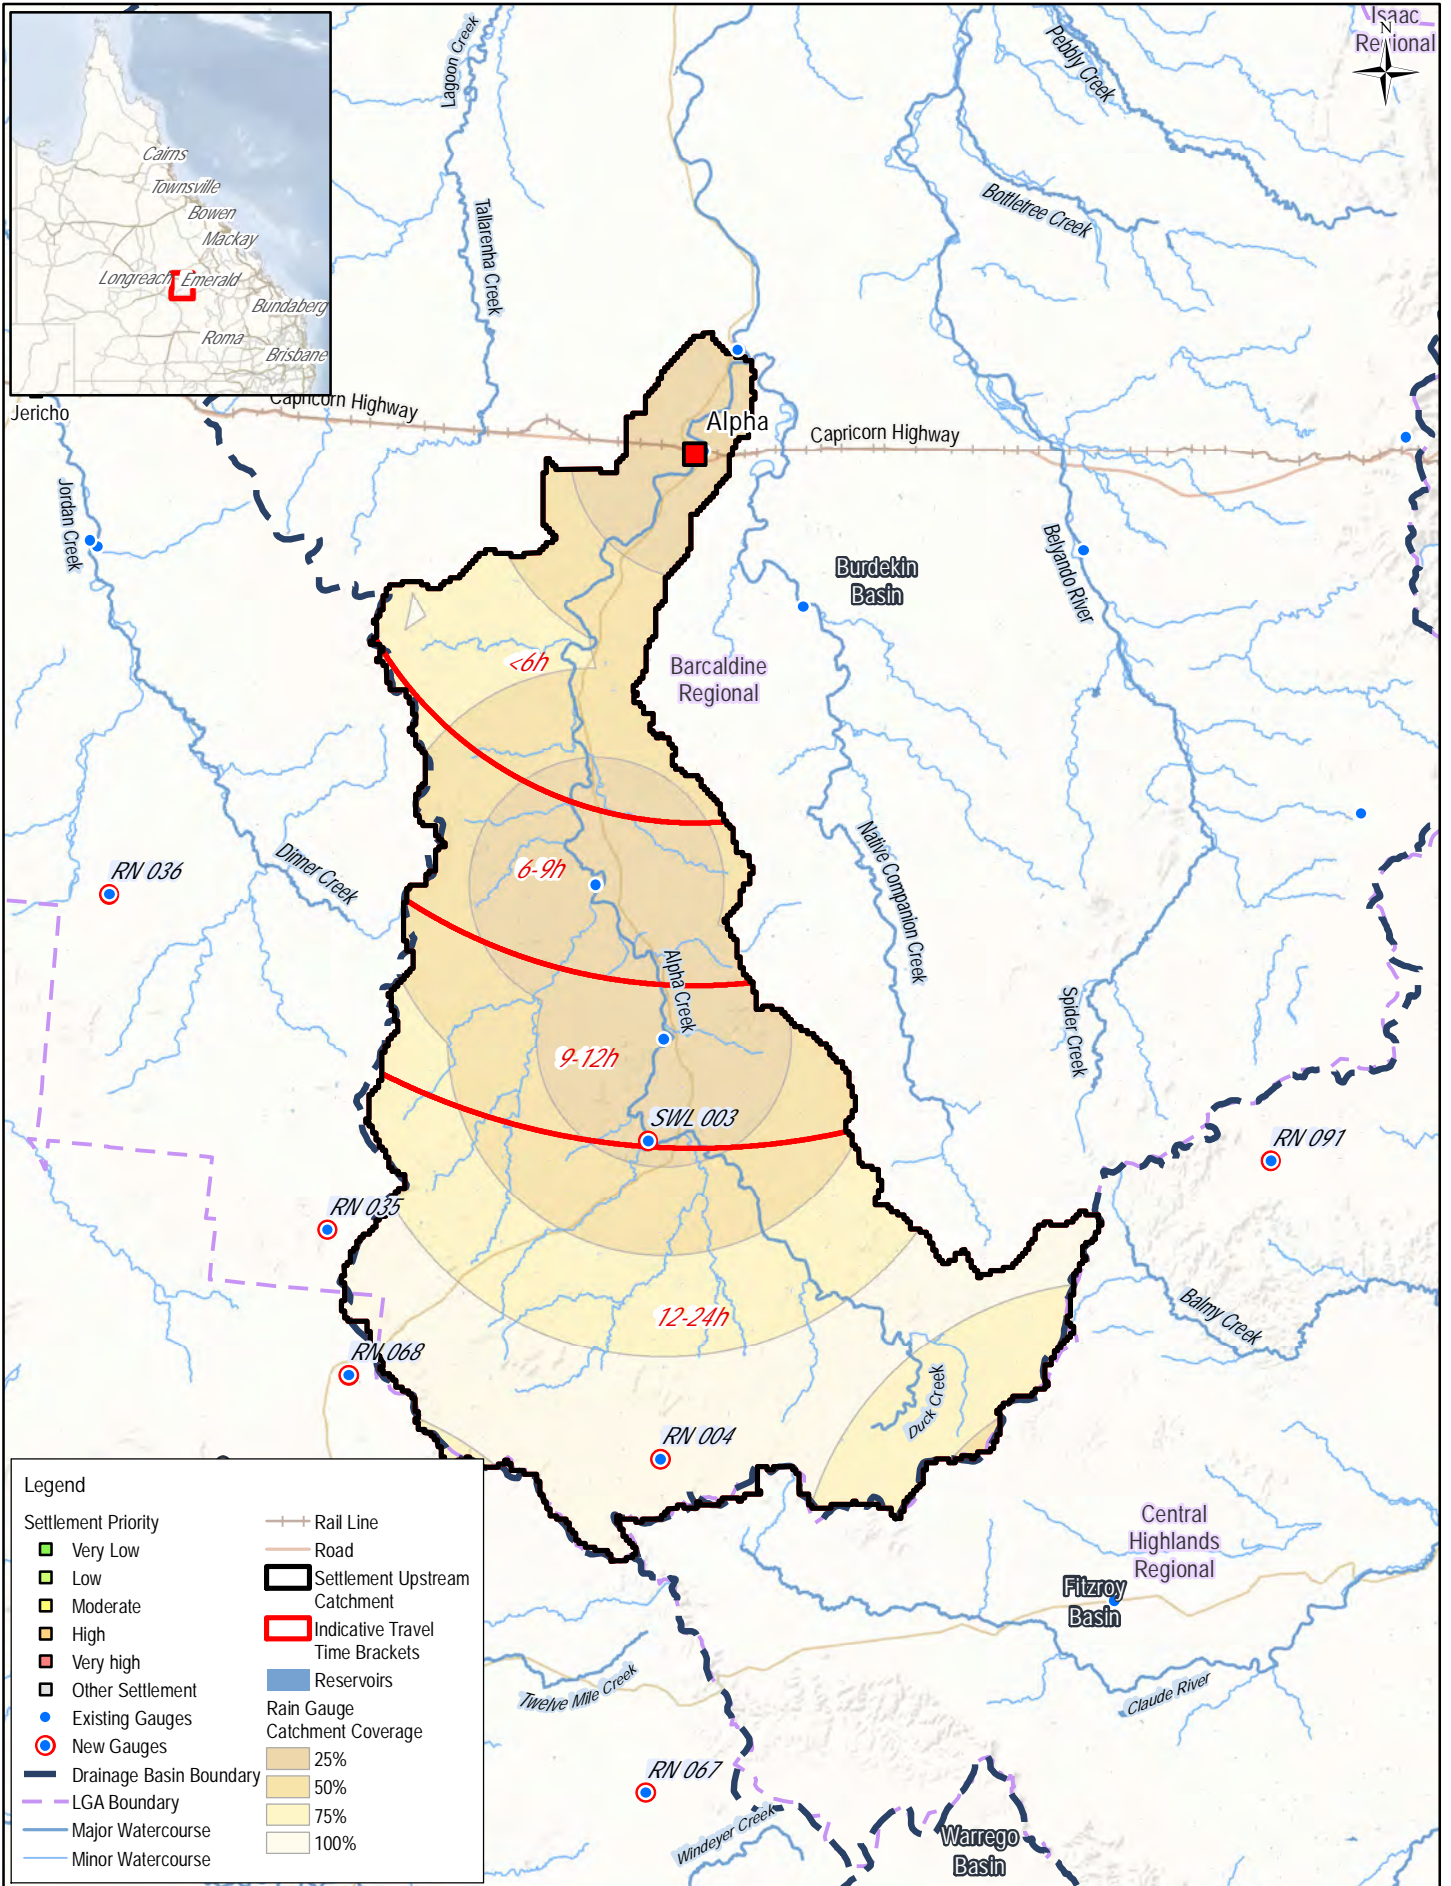 Isaac
Regional
N
Cairns
Townsville
Bowen
Mackay
Longreach
Emerald
Bundaberg
Roma
Brisbane
Lagoon Creek
Pebbly Creek
Tallarenha Creek
Bottletree Creek
Jericho
Capricorn Highway
Alpha
Capricorn Highway
Jordan Creek
Belyando River
Burdekin
Basin
<6h
Barcaldine
Regional
Dinner Creek
6-9h
RN 036
Native Companion Creek
Alpha Creek
Spider Creek
9-12h
SWL 003
RN 091
RN 035
12-24h
Balmy Creek
RN 068
Duck Creek
RN 004
Central
Highlands
Regional
Fitzroy
Basin
Twelve Mile Creek
Claude River
RN 067
Windeyer Creek
Warrego
Basin
Legend
Settlement Priority
Very Low
Low
Moderate
High
Very high
Other Settlement
Existing Gauges
New Gauges
Drainage Basin Boundary
LGA Boundary
Major Watercourse
Minor Watercourse
Rail Line
Road
Settlement Upstream
Catchment
Indicative Travel
Time Brackets
Reservoirs
Rain Gauge
Catchment Coverage
25%
50%
75%
100%